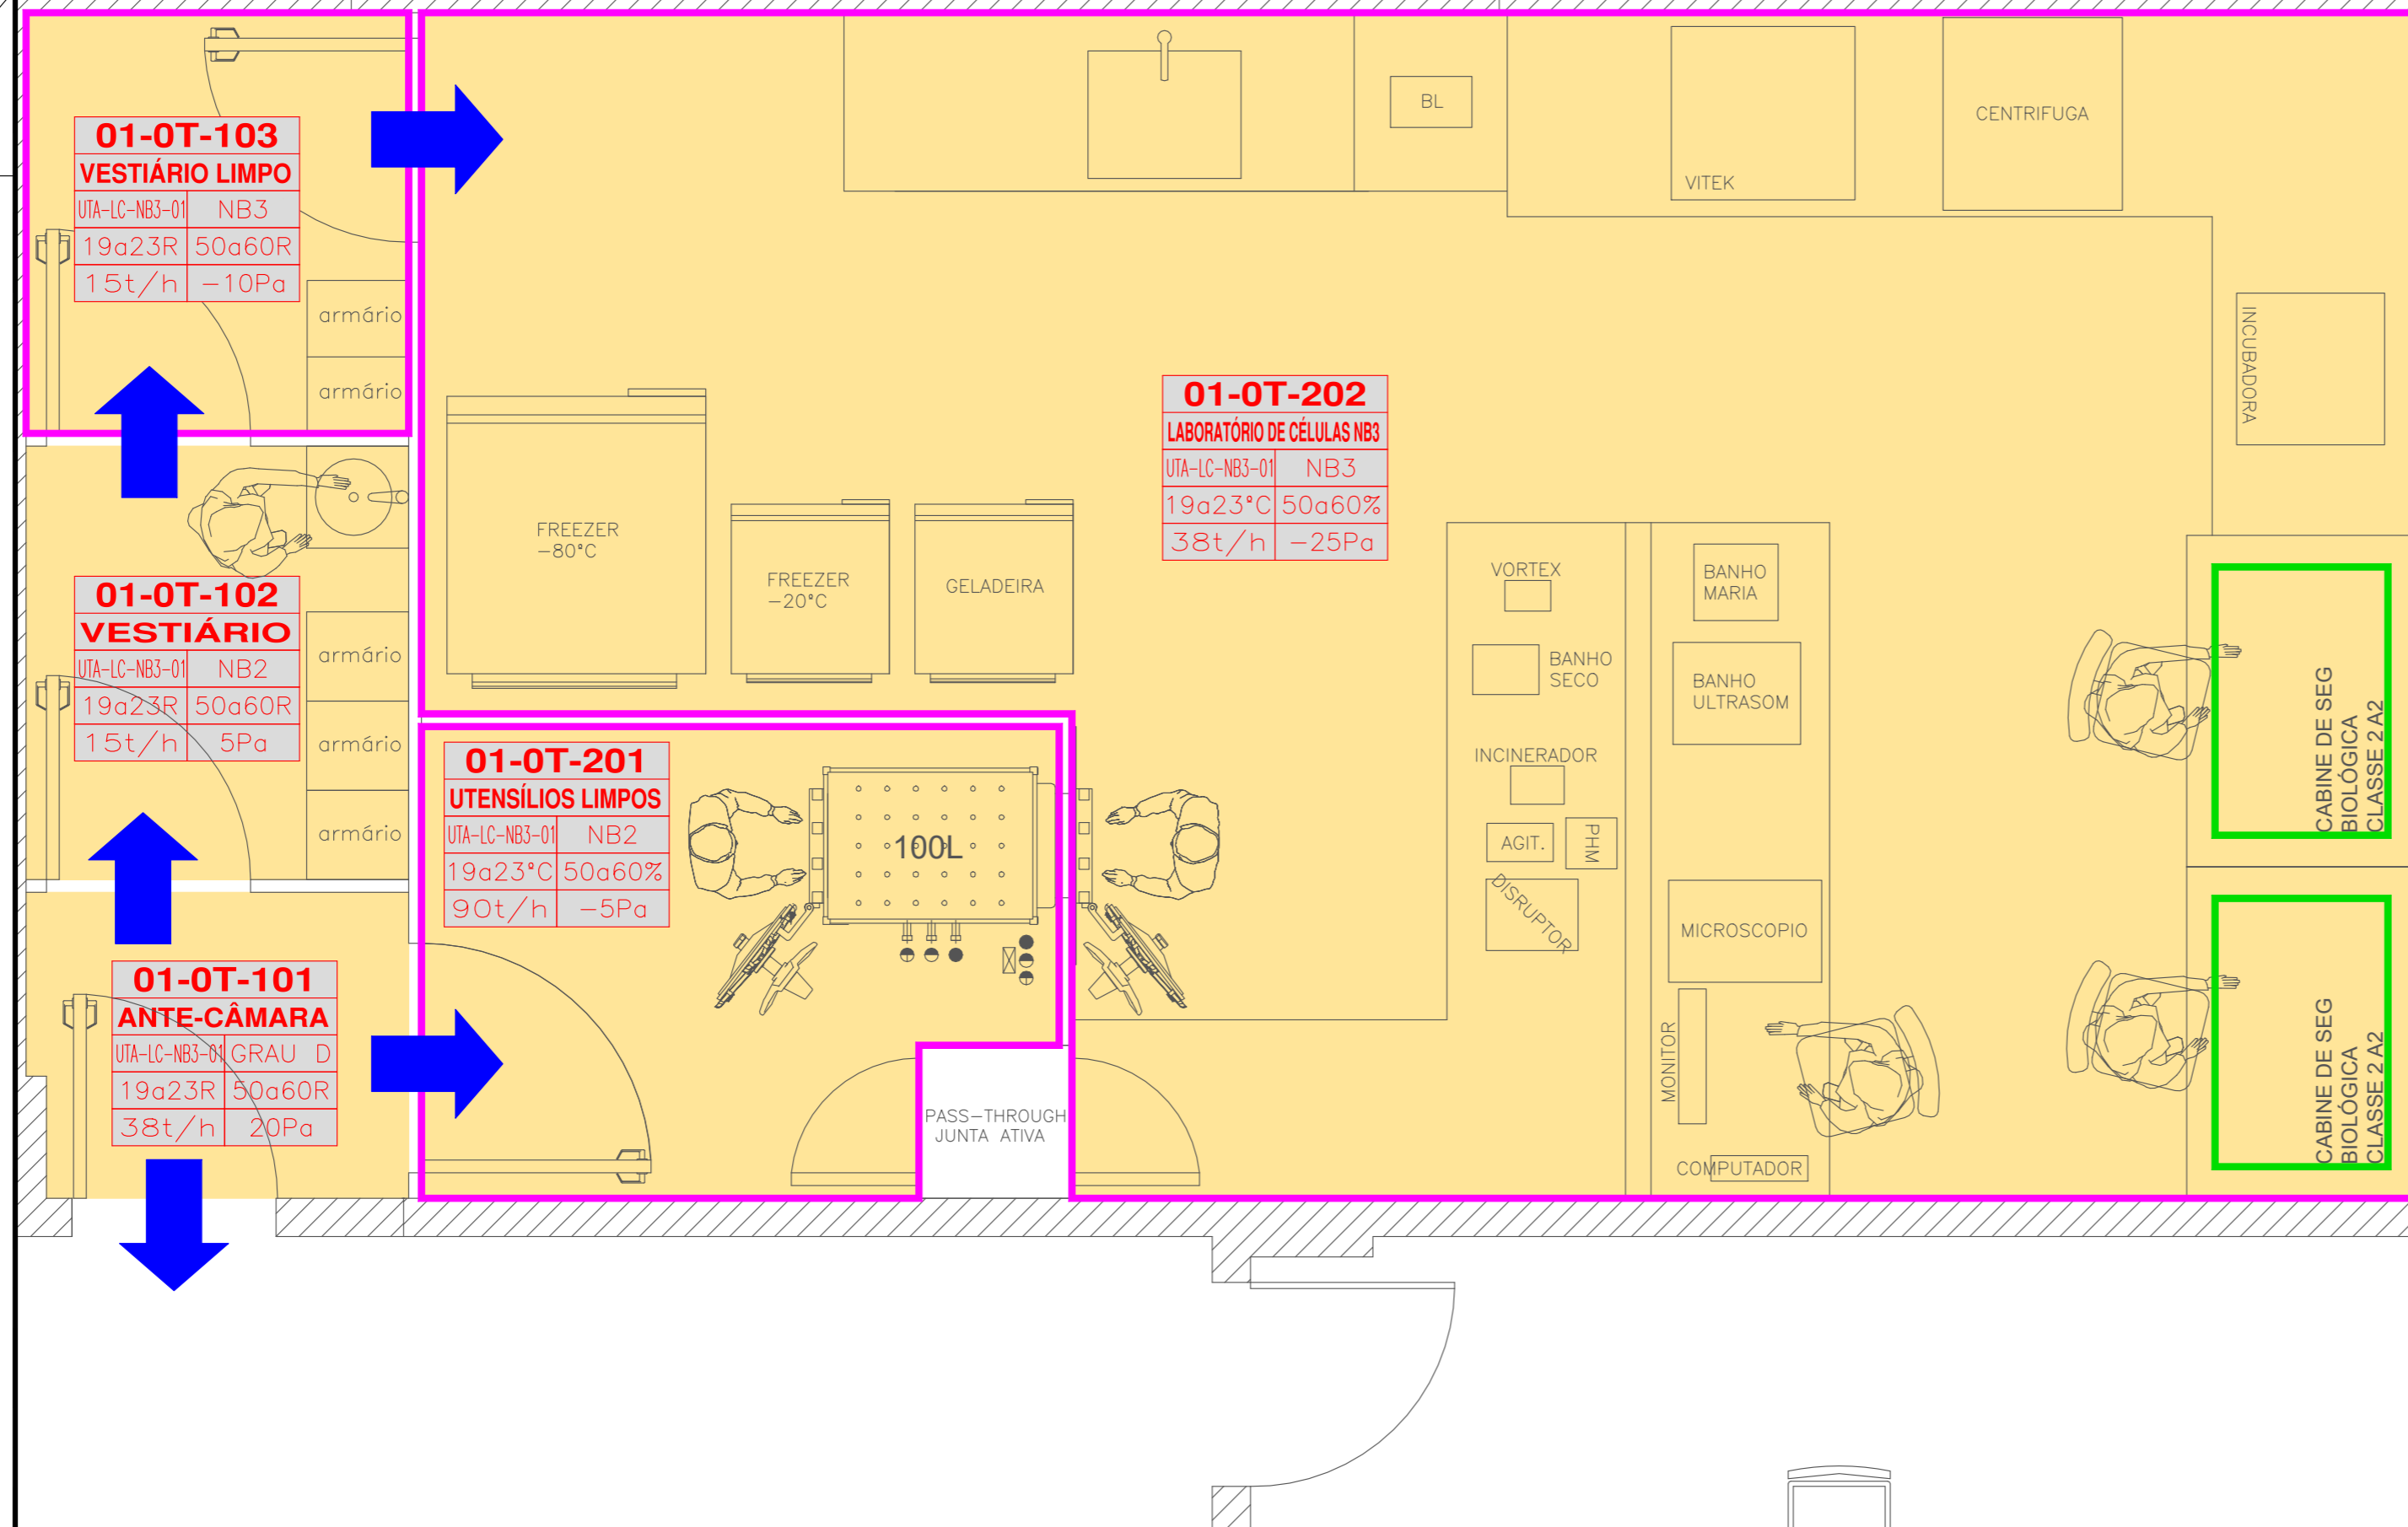 01-0T-103
VESTIÁRIO LIMPO
UTA-LC-NB3-01 NB3
19a23R 50a60R
15t/h -10Pa
armário
armário
BL
VITEK
CENTRIFUGA
INCUBADORA
01-0T-202
LABORATÓRIO DE CÉLULAS NB3
UTA-LC-NB3-01 NB3
19a23°C 50a60%
38t/h -25Pa
FREEZER
-80°C
FREEZER
-20°C
GELADEIRA
01-0T-102
VESTIÁRIO
UTA-LC-NB3-01 NB2
19a23R 50a60R
15t/h 5Pa
armário
armário
armário
VORTEX
BANHO
SECO
INCINERADOR
AGIT.
PHM
DISRUPTOR
BANHO
MARIA
BANHO
ULTRASOM
MICROSCOPIO
MONITOR
COMPUTADOR
CABINE DE SEG
BIOLÓGICA
CLASSE 2 A2
CABINE DE SEG
BIOLÓGICA
CLASSE 2 A2
01-0T-201
UTENSÍLIOS LIMPOS
UTA-LC-NB3-01 NB2
19a23°C 50a60%
90t/h -5Pa
100L
01-0T-101
ANTE-CÂMARA
UTA-LC-NB3-01 GRAU D
19a23R 50a60R
38t/h 20Pa
PASS-THROUGH
JUNTA ATIVA